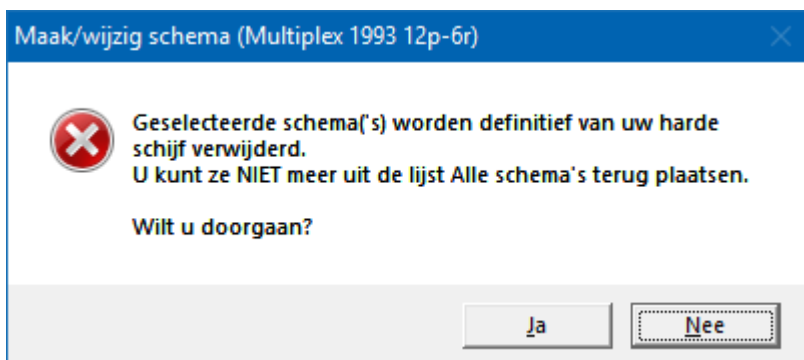 Maak/wijzig schema (Multiplex 1993 12p-6r)
Geselecteerde schema('s) worden definitief van uw harde
schijf verwijderd.
U kunt ze NIET meer uit de lijst Alle schema's terug plaatsen.
Wilt u doorgaan?
Ja
Nee